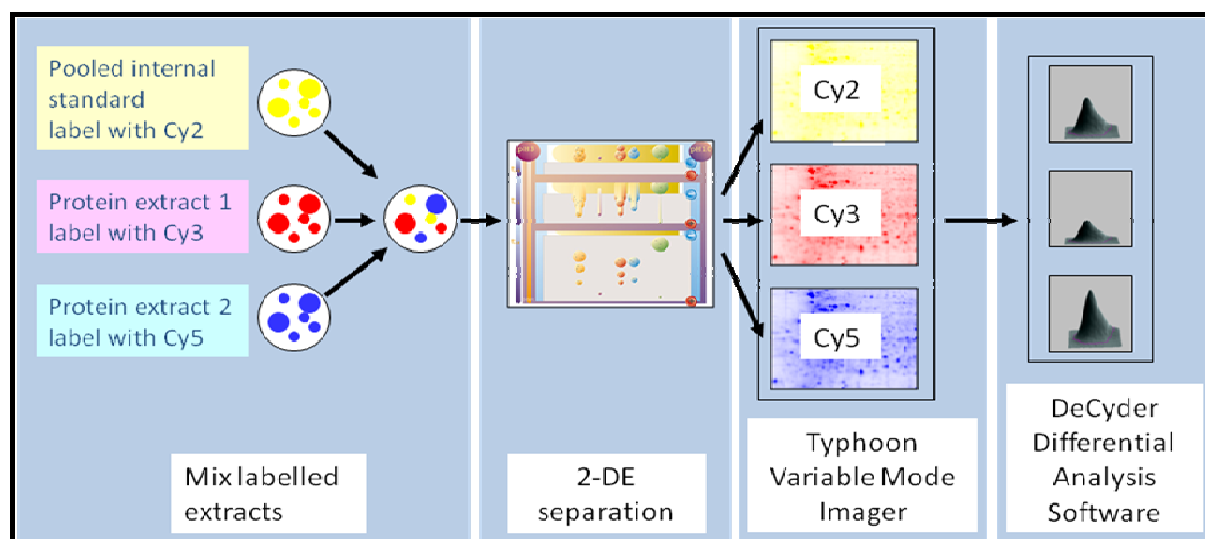 Pooled internal
standard
label with Cy2
Protein extract 1
label with Cy3
Protein extract 2
label with Cy5
Mix labelled
extracts
2-DE
separation
Cy2
Cy3
Cy5
Typhoon
Variable Mode
Imager
DeCyder
Differential
Analysis
Software